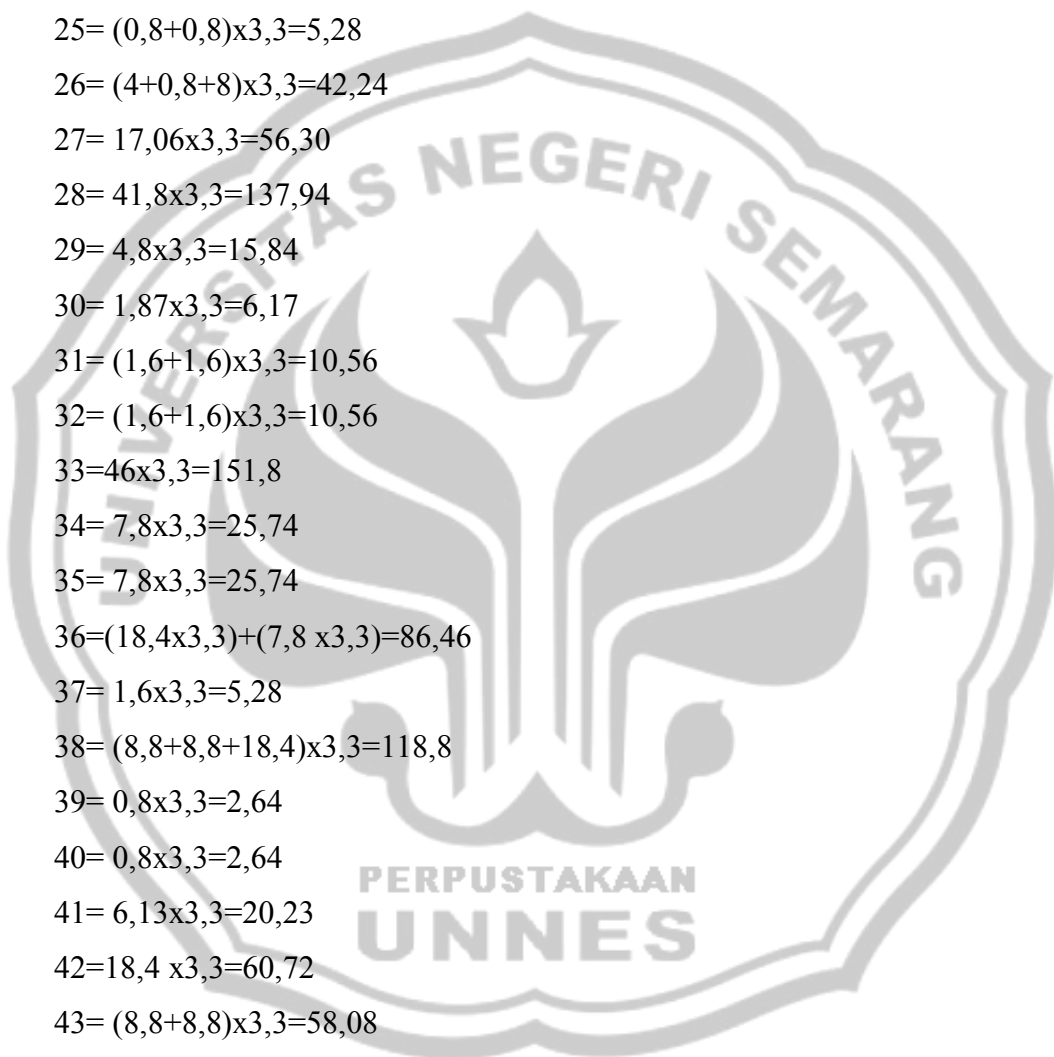 25= (0,8+0,8)x3,3=5,28
26= (4+0,8+8)x3,3=42,24
27= 17,06x3,3=56,30
28= 41,8x3,3=137,94
29= 4,8x3,3=15,84
30= 1,87x3,3=6,17
31= (1,6+1,6)x3,3=10,56
32= (1,6+1,6)x3,3=10,56
33=46x3,3=151,8
34= 7,8x3,3=25,74
35= 7,8x3,3=25,74
36=(18,4x3,3)+(7,8 x3,3)=86,46
37= 1,6x3,3=5,28
38= (8,8+8,8+18,4)x3,3=118,8
39= 0,8x3,3=2,64
40= 0,8x3,3=2,64
41= 6,13x3,3=20,23
42=18,4 x3,3=60,72
43= (8,8+8,8)x3,3=58,08
UNIVERSITAS NEGERI SEMARANG
PERPUSTAKAAN
UNNES